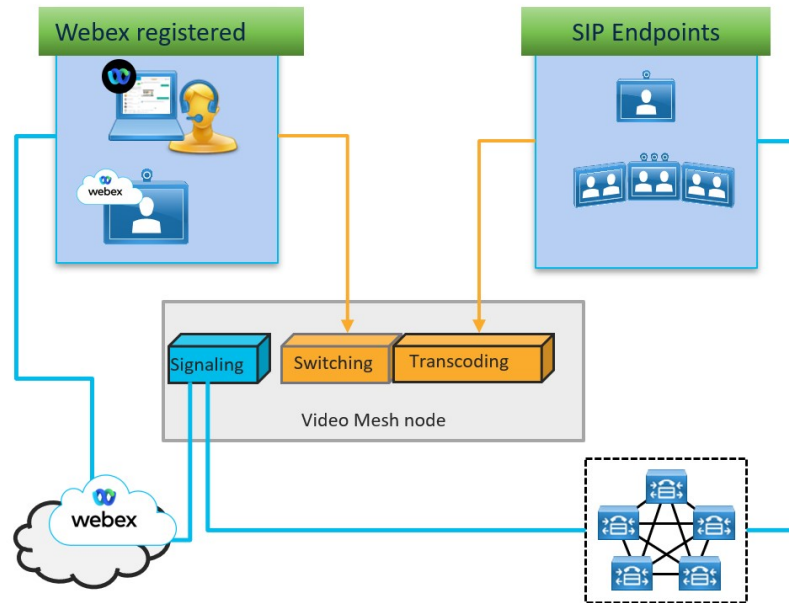 Webex registered
SIP Endpoints
webex
Signaling
Switching
Transcoding
Video Mesh node
webex